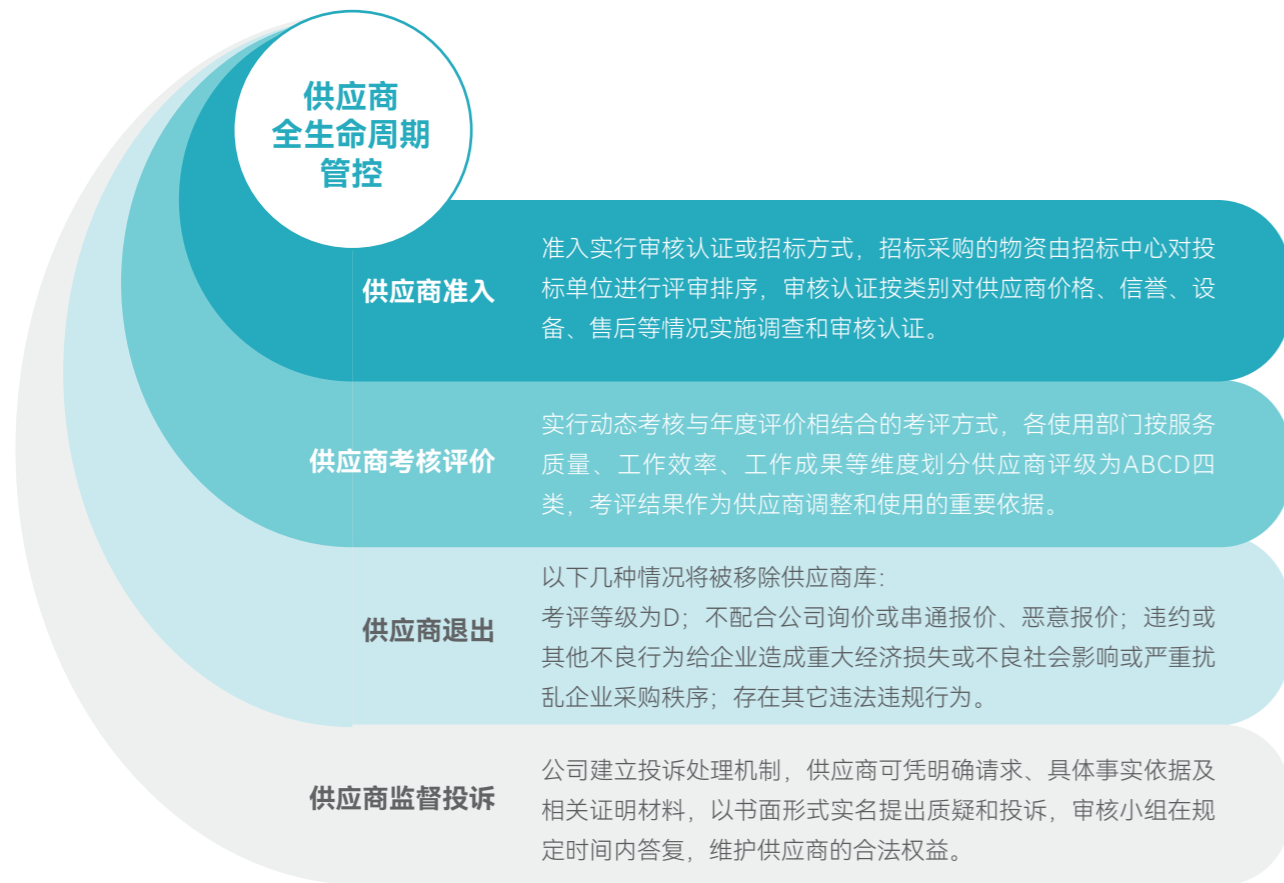 供应商
全生命周期
管控
供应商准入
准入实行审核认证或招标方式，招标采购的物资由招标中心对投
标单位进行评审排序，审核认证按类别对供应商价格、信誉、设
备、售后等情况实施调查和审核认证。
供应商考核评价
实行动态考核与年度评价相结合的考评方式，各使用部门按服务
质量、工作效率、工作成果等维度划分供应商评级为ABCD四
类，考评结果作为供应商调整和使用的重要依据。
供应商退出
以下几种情况将被移除供应商库：
考评等级为D；不配合公司询价或串通报价、恶意报价；违约或
其他不良行为给企业造成重大经济损失或不良社会影响或严重扰
乱企业采购秩序；存在其它违法违规行为。
供应商监督投诉
公司建立投诉处理机制，供应商可凭明确请求、具体事实依据及
相关证明材料，以书面形式实名提出质疑和投诉，审核小组在规
定时间内答复，维护供应商的合法权益。